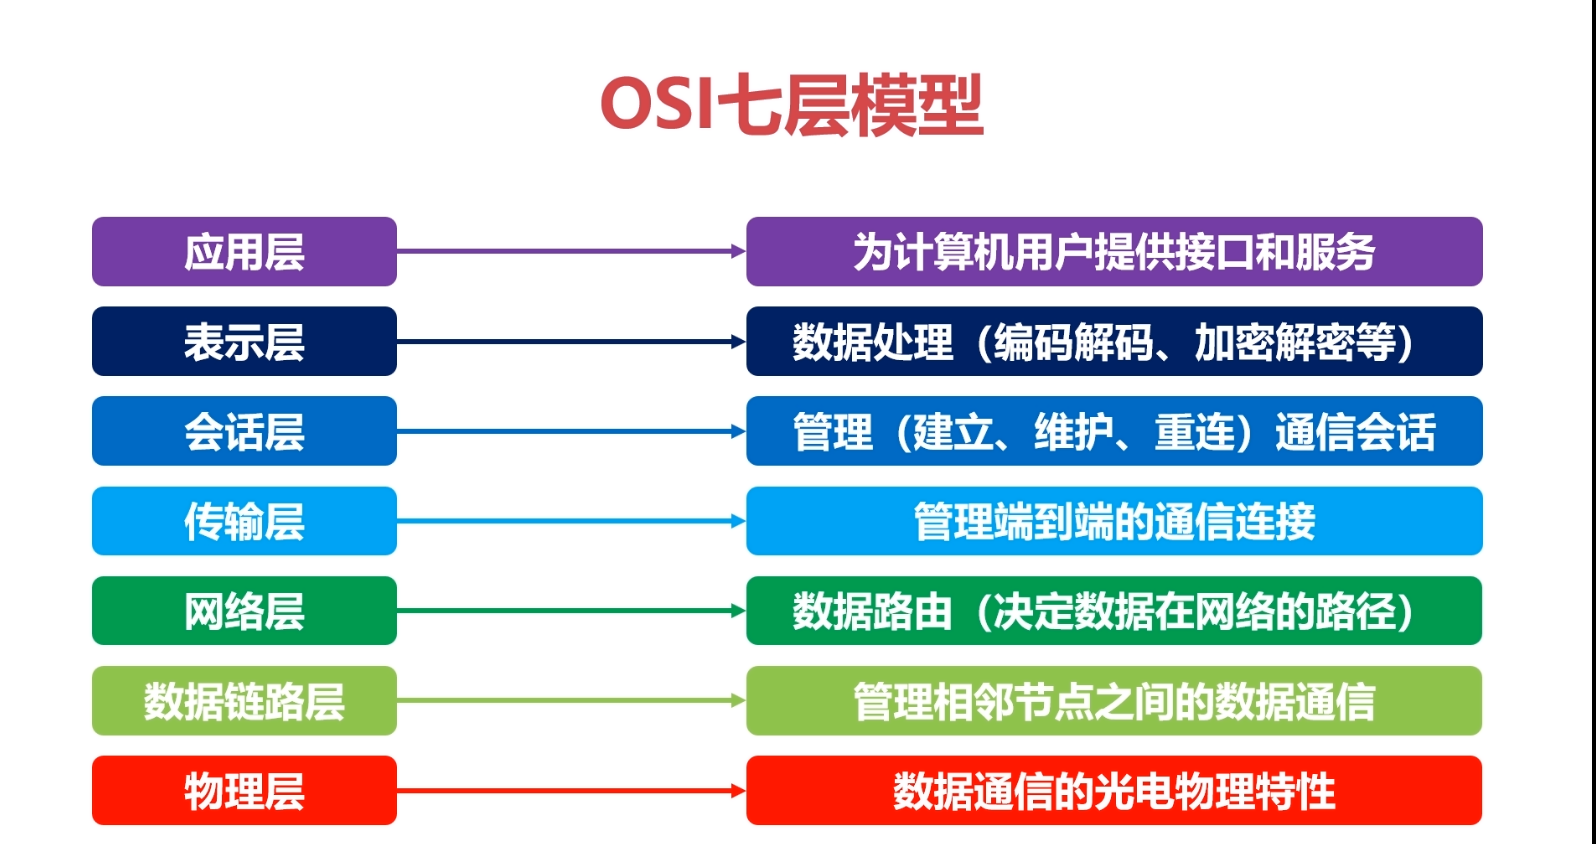 OSI七层模型
应用层
为计算机用户提供接口和服务
表示层
数据处理（编码解码、加密解密等）
会话层
管理（建立、维护、重连）通信会话
传输层
管理端到端的通信连接
网络层
数据路由（决定数据在网络的路径）
数据链路层
管理相邻节点之间的数据通信
物理层
数据通信的光电物理特性